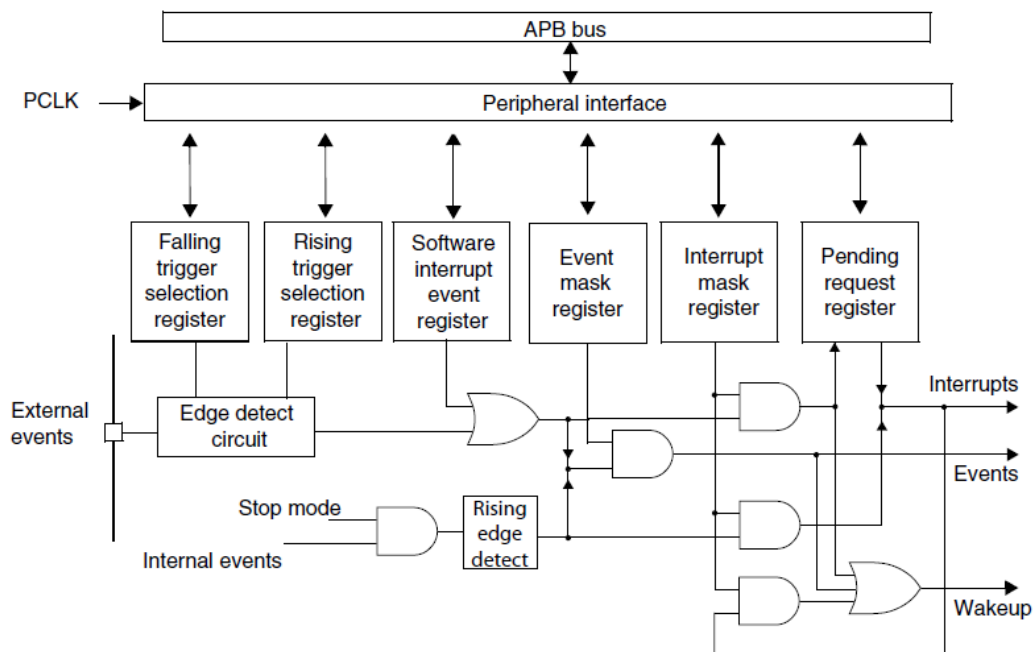 APB bus
PCLK
Peripheral interface
Falling
trigger
selection
register
Rising
trigger
selection
register
Software
interrupt
event
register
Event
mask
register
Interrupt
mask
register
Pending
request
register
External
events
Edge detect
circuit
Interrupts
Events
Stop mode
Internal events
Rising
edge
detect
Wakeup